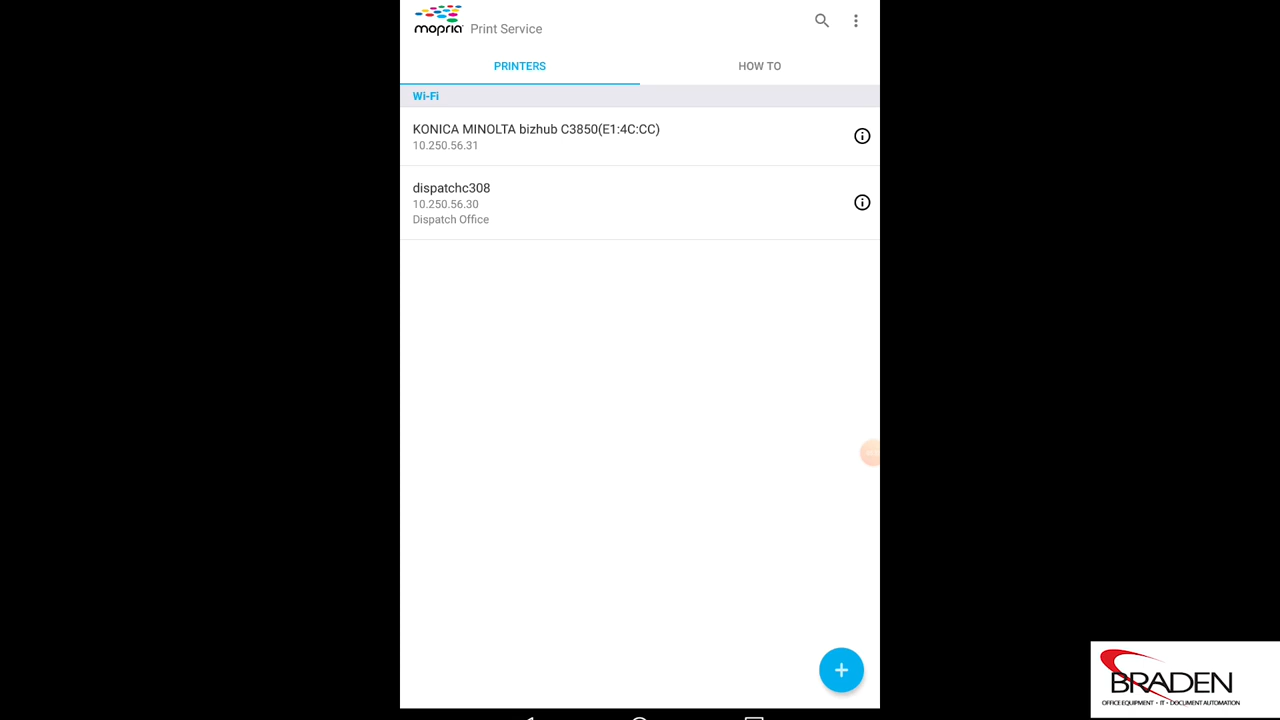 mopria Print Service
PRINTERS
HOW TO
Wi-Fi
KONICA MINOLTA bizhub C3850(E1:4C:CC)
10.250.56.31
dispatchc308
10.250.56.30
Dispatch Office
BRADEN
OFFICE EQUIPMENT • IT • DOCUMENT AUTOMATION